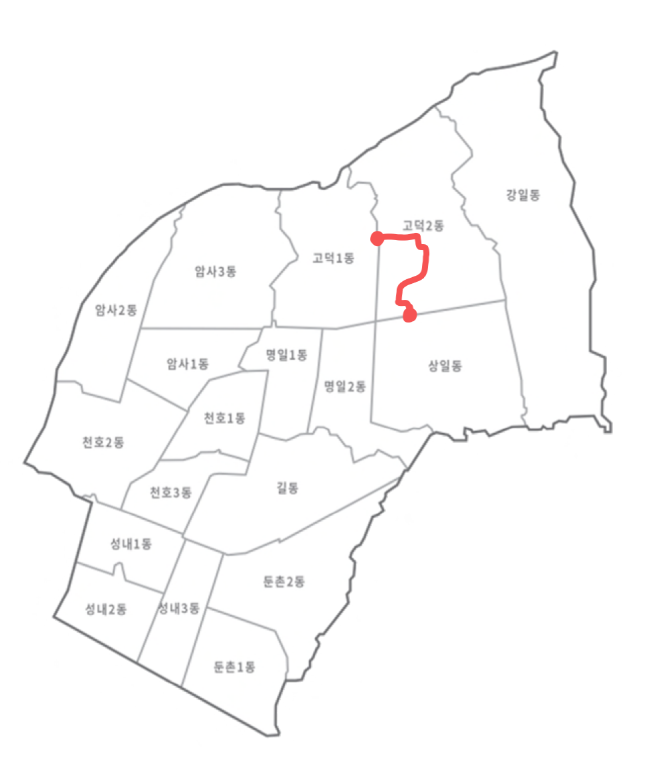 강일동
고덕2동
고덕1동
암사3동
암사2동
명일1동
암사1동
상일동
명일2동
천호1동
천호2동
길동
천호3동
성내1동
둔촌2동
성내2동
성내3동
둔촌1동